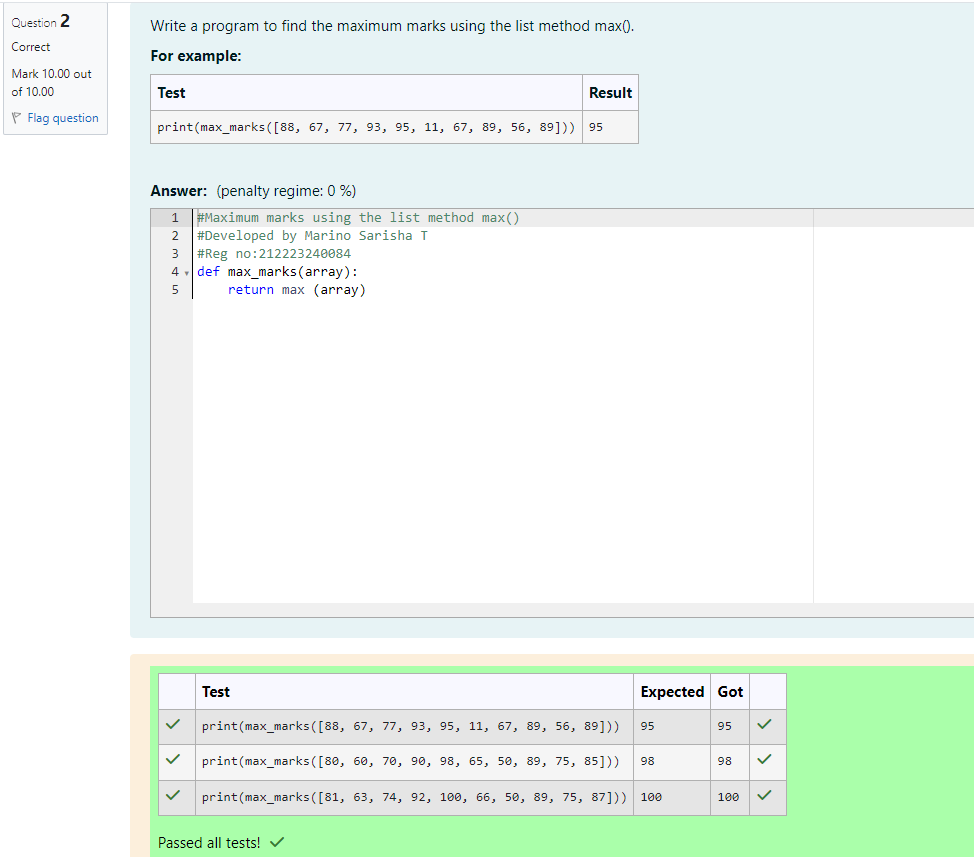 Question 2
Correct
Mark 10.00 out
of 10.00
Flag question
Write a program to find the maximum marks using the list method max().
For example:
Test Result
print(max_marks([88, 67, 77, 93, 95, 11, 67, 89, 56, 89])) 95
Answer: (penalty regime: 0 %)
1 #Maximum marks using the list method max()
2 #Developed by Marino Sarisha T
3 #Reg no:212223240084
4 def max_marks(array):
5 return max (array)
Test Expected Got
print(max_marks([88, 67, 77, 93, 95, 11, 67, 89, 56, 89])) 95 95
print(max_marks([80, 60, 70, 90, 98, 65, 50, 89, 75, 85])) 98 98
print(max_marks([81, 63, 74, 92, 100, 66, 50, 89, 75, 87])) 100 100
Passed all tests!